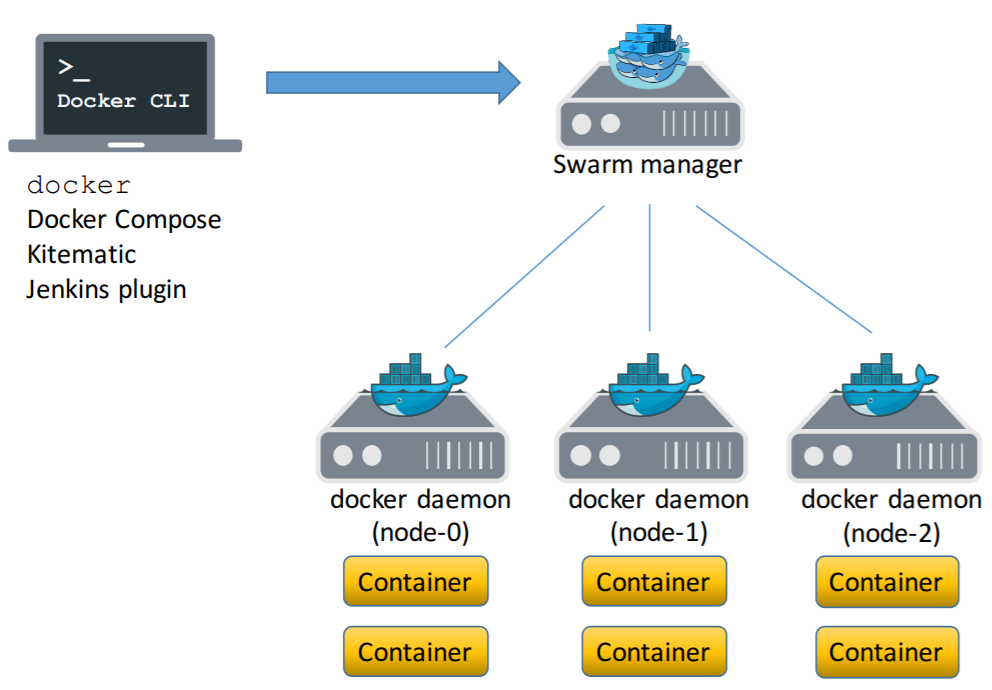 >_
Docker CLI
docker
Docker Compose
Kitematic
Jenkins plugin
Swarm manager
docker daemon
(node-0)
Container
Container
docker daemon
(node-1)
Container
Container
docker daemon
(node-2)
Container
Container